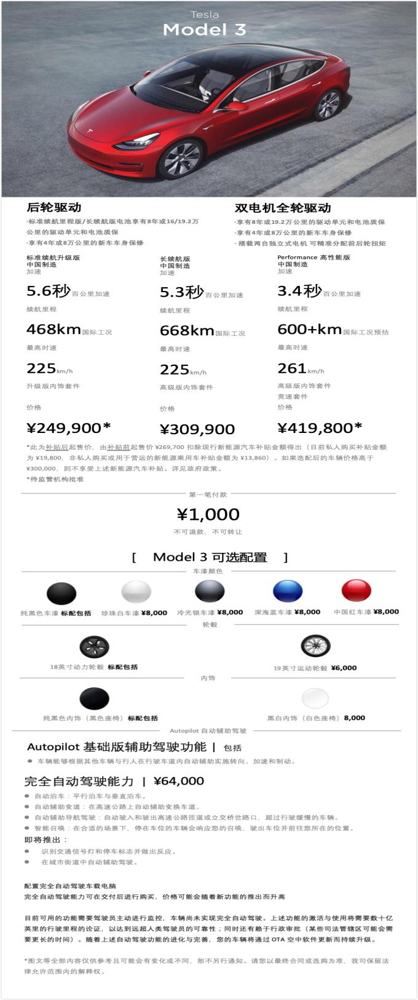 Tesla
Model 3
后轮驱动
·标准续航里程版/长续航版电池享有8年或16/19.2万
公里的驱动单元和电池质保
·享有4年或8万公里的新车车身保修
双电机全轮驱动
·享有8年或19.2万公里的驱动单元和电池质保
·享有4年或8万公里的新车车身保修
·搭载两台独立式电机 可精准分配前后轮扭矩
标准续航升级版
中国制造
加速
5.6秒百公里加速
续航里程
468km国际工况
最高时速
225km/h
升级版内饰套件
价格
¥249,900*
长续航版
中国制造
加速
5.3秒百公里加速
续航里程
668km国际工况
最高时速
225km/h
高级版内饰套件
价格
¥309,900
Performance 高性能版
中国制造
加速
3.4秒百公里加速
续航里程
600+km国际工况预估
最高时速
261km/h
高级版内饰套件
竞速套件
价格
¥419,800*
*此为补贴后起售价，由补贴前起售价 ¥269,700 扣除现行新能源汽车补贴金额得出（目前私人购买补贴金额
为 ¥19,800，非私人购买或用于营运的新能源乘用车补贴金额为 ¥13,860）。如果选配后的车辆价格高于
¥300,000，则不享受上述新能源汽车补贴。详见政府政策。
*待监管机构批准
第一笔付款
¥1,000
不可退款，不可转让
[ Model 3 可选配置 ]
车漆颜色
纯黑色车漆 标配包括
珍珠白车漆 ¥8,000
冷光银车漆 ¥8,000
深海蓝车漆 ¥8,000
中国红车漆 ¥8,000
轮毂
18英寸动力轮毂 标配包括
19英寸运动轮毂 ¥6,000
内饰
纯黑色内饰（黑色座椅）标配包括
黑白内饰（白色座椅）8,000
Autopilot 自动辅助驾驶
Autopilot 基础版辅助驾驶功能 | 包括
● 车辆能够根据其他车辆与行人在行驶车道内自动辅助实施转向、加速和制动。
完全自动驾驶能力 | ¥64,000
● 自动泊车：平行泊车与垂直泊车。
● 自动辅助变道：在高速公路上自动辅助变换车道。
● 自动辅助导航驾驶：自动驶入和驶出高速公路匝道或立交桥岔路口，超过行驶缓慢的车辆。
● 智能召唤：在合适的场景下，停在车位的车辆会响应您的召唤，驶出车位并前往您所在的位置。
即将推出：
● 识别交通信号灯和停车标志并做出反应。
● 在城市街道中自动辅助驾驶。
配置完全自动驾驶车载电脑
完全自动驾驶能力可在交付后进行购买，价格可能会随着新功能的推出而升高
目前可用的功能需要驾驶员主动进行监控，车辆尚未实现完全自动驾驶。上述功能的激活与使用将需要数十亿
英里的行驶里程的论证，以达到远超人类驾驶员的可靠性；同时还有赖于行政审批（某些司法管辖区可能会需
要更长的时间）。随着上述自动驾驶功能的进化与完善，您的车辆将通过 OTA 空中软件更新而持续升级。
*图文等全部内容仅供参考且可能会有变化或不同，恕不另行通知。请您以最终合同或选购为准，我司保留法
律允许范围内的解释权。